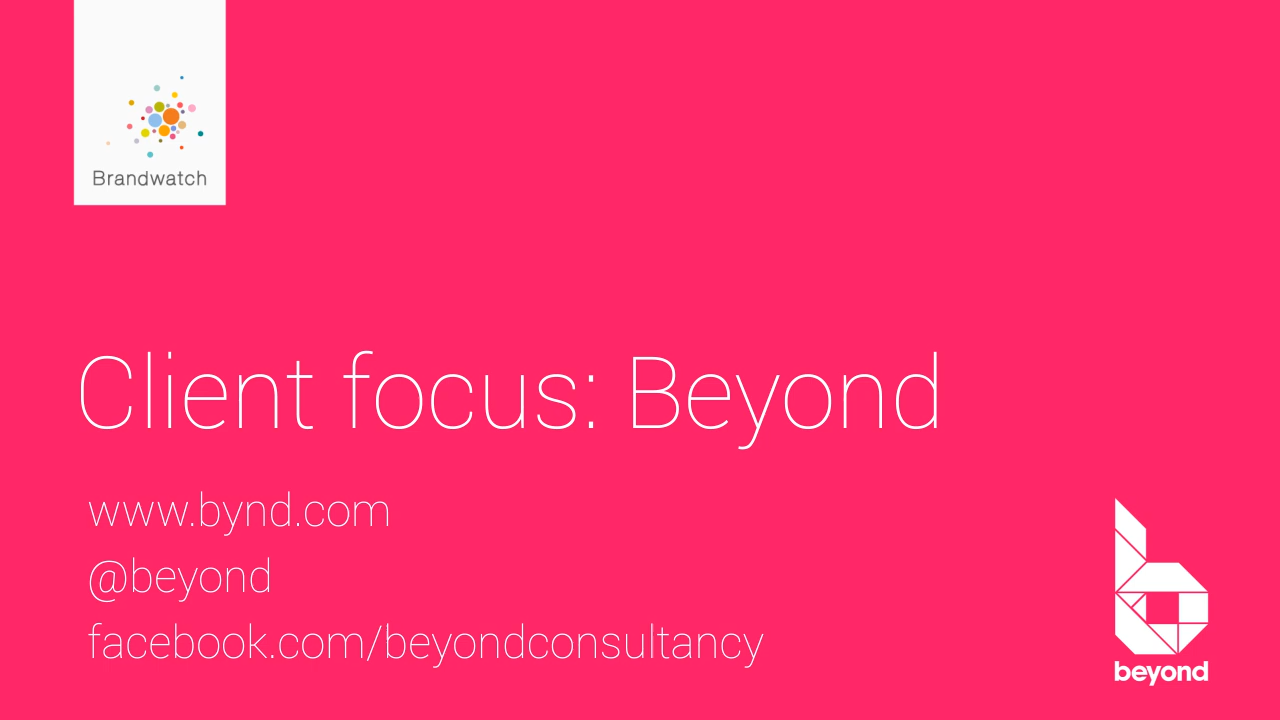 Brandwatch
Client focus: Beyond
www.bynd.com
@beyond
facebook.com/beyondconsultancy
beyond